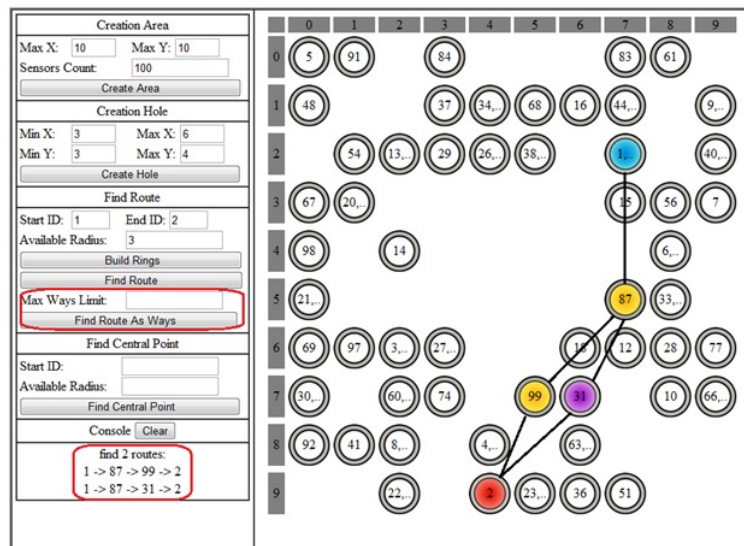 Creation Area
Max X: 10 Max Y: 10
Sensors Count: 100
Create Area
Creation Hole
Min X: 3 Max X: 6
Min Y: 3 Max Y: 4
Create Hole
Find Route
Start ID: 1 End ID: 2
Available Radius: 3
Build Rings
Find Route
Max Ways Limit:
Find Route As Ways
Find Central Point
Start ID:
Available Radius:
Find Central Point
Console Clear
find 2 routes:
1 -> 87 -> 99 -> 2
1 -> 87 -> 31 -> 2
0 1 2 3 4 5 6 7 8 9
0 5 91 84 83 61
1 48 37 34,.. 68 16 44,.. 9,..
2 54 13,.. 29 26,.. 38,.. 1,.. 40,..
3 67 20,.. 15 56 7
4 98 14 6,..
5 21,.. 87 33,..
6 69 97 3,.. 27,.. 18 12 28 77
7 30,.. 60,.. 74 99 31 10 66,..
8 92 41 8,.. 4,.. 63,..
9 22,.. 2 23,.. 36 51